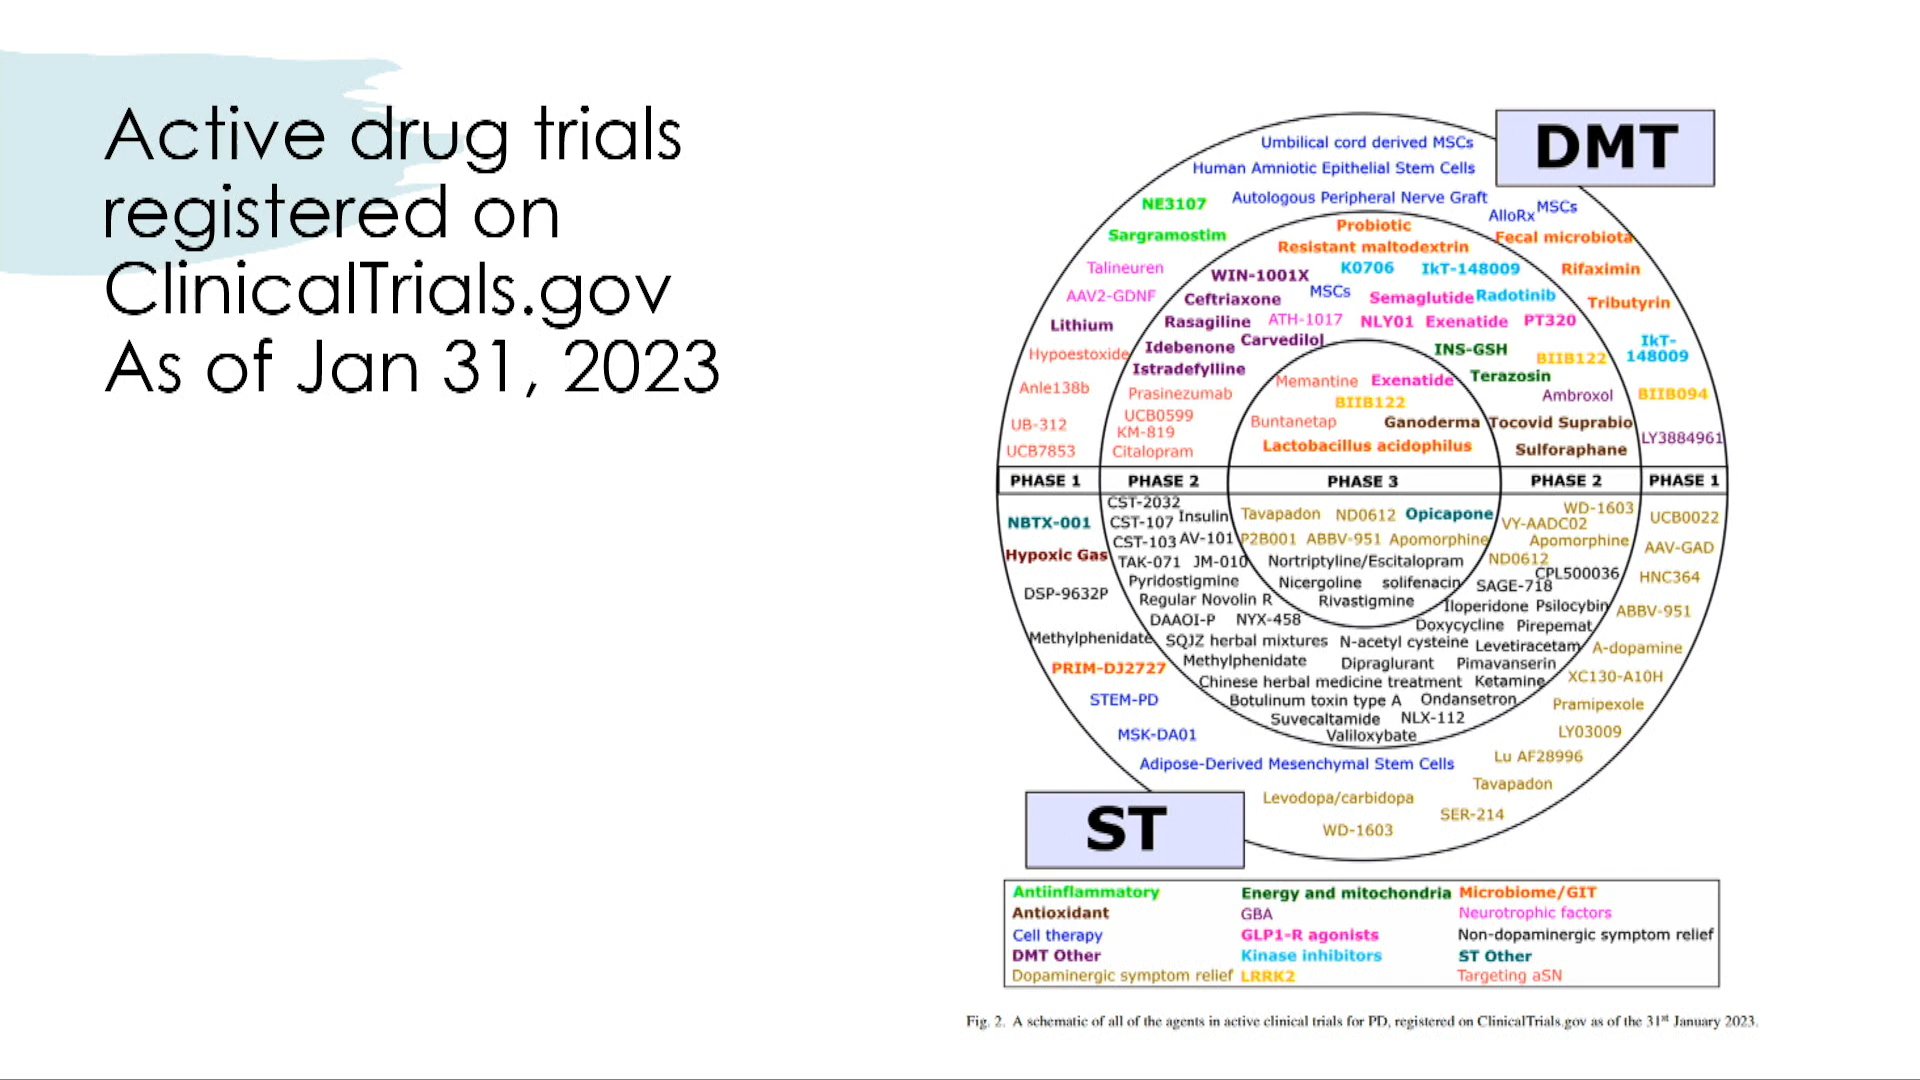 Active drug trials
registered on
ClinicalTrials.gov
As of Jan 31, 2023
DMT
Umbilical cord derived MSCs
Human Amniotic Epithelial Stem Cells
NE3107 Autologous Peripheral Nerve Graft AlloRx MSCs
Sargramostim Probiotic Fecal microbiota
Resistant maltodextrin
Talineuren WIN-1001X K0706 IkT-148009 Rifaximin
AAV2-GDNF Ceftriaxone MSCs Semaglutide Radotinib Tributyrin
Lithium Rasagiline ATH-1017 NLY01 Exenatide PT320
Idebenone Carvedilol INS-GSH IkT-
Hypoestoxide BIIB122 148009
Istradefylline Memantine Exenatide Terazosin
Anle138b Prasinezumab BIIB122 Ambroxol BIIB094
UCB0599
UB-312 KM-819 Buntanetap Ganoderma Tocovid Suprabio LY3884961
UCB7853 Citalopram Lactobacillus acidophilus Sulforaphane
PHASE 1 PHASE 2 PHASE 3 PHASE 2 PHASE 1
CST-2032 WD-1603
NBTX-001 CST-107 Insulin Tavapadon ND0612 Opicapone VY-AADC02 UCB0022
CST-103 AV-101 P2B001 ABBV-951 Apomorphine Apomorphine AAV-GAD
Hypoxic Gas TAK-071 JM-010 Nortriptyline/Escitalopram ND0612
CPL500036 HNC364
Pyridostigmine Nicergoline solifenacin SAGE-718
DSP-9632P Regular Novolin R Rivastigmine Iloperidone Psilocybin ABBV-951
DAAOI-P NYX-458 Doxycycline Pirepemat
Methylphenidate SQJZ herbal mixtures N-acetyl cysteine Levetiracetam A-dopamine
PRIM-DJ2727 Methylphenidate Dipraglurant Pimavanserin XC130-A10H
Chinese herbal medicine treatment Ketamine
STEM-PD Botulinum toxin type A Ondansetron Pramipexole
Suvecaltamide NLX-112
MSK-DA01 Valiloxybate LY03009
Adipose-Derived Mesenchymal Stem Cells Lu AF28996
Tavapadon
Levodopa/carbidopa
SER-214
WD-1603
ST
Antiinflammatory Energy and mitochondria Microbiome/GIT
Antioxidant GBA Neurotrophic factors
Cell therapy GLP1-R agonists Non-dopaminergic symptom relief
DMT Other Kinase inhibitors ST Other
Dopaminergic symptom relief LRRK2 Targeting aSN
Fig. 2. A schematic of all of the agents in active clinical trials for PD, registered on ClinicalTrials.gov as of the 31st January 2023.